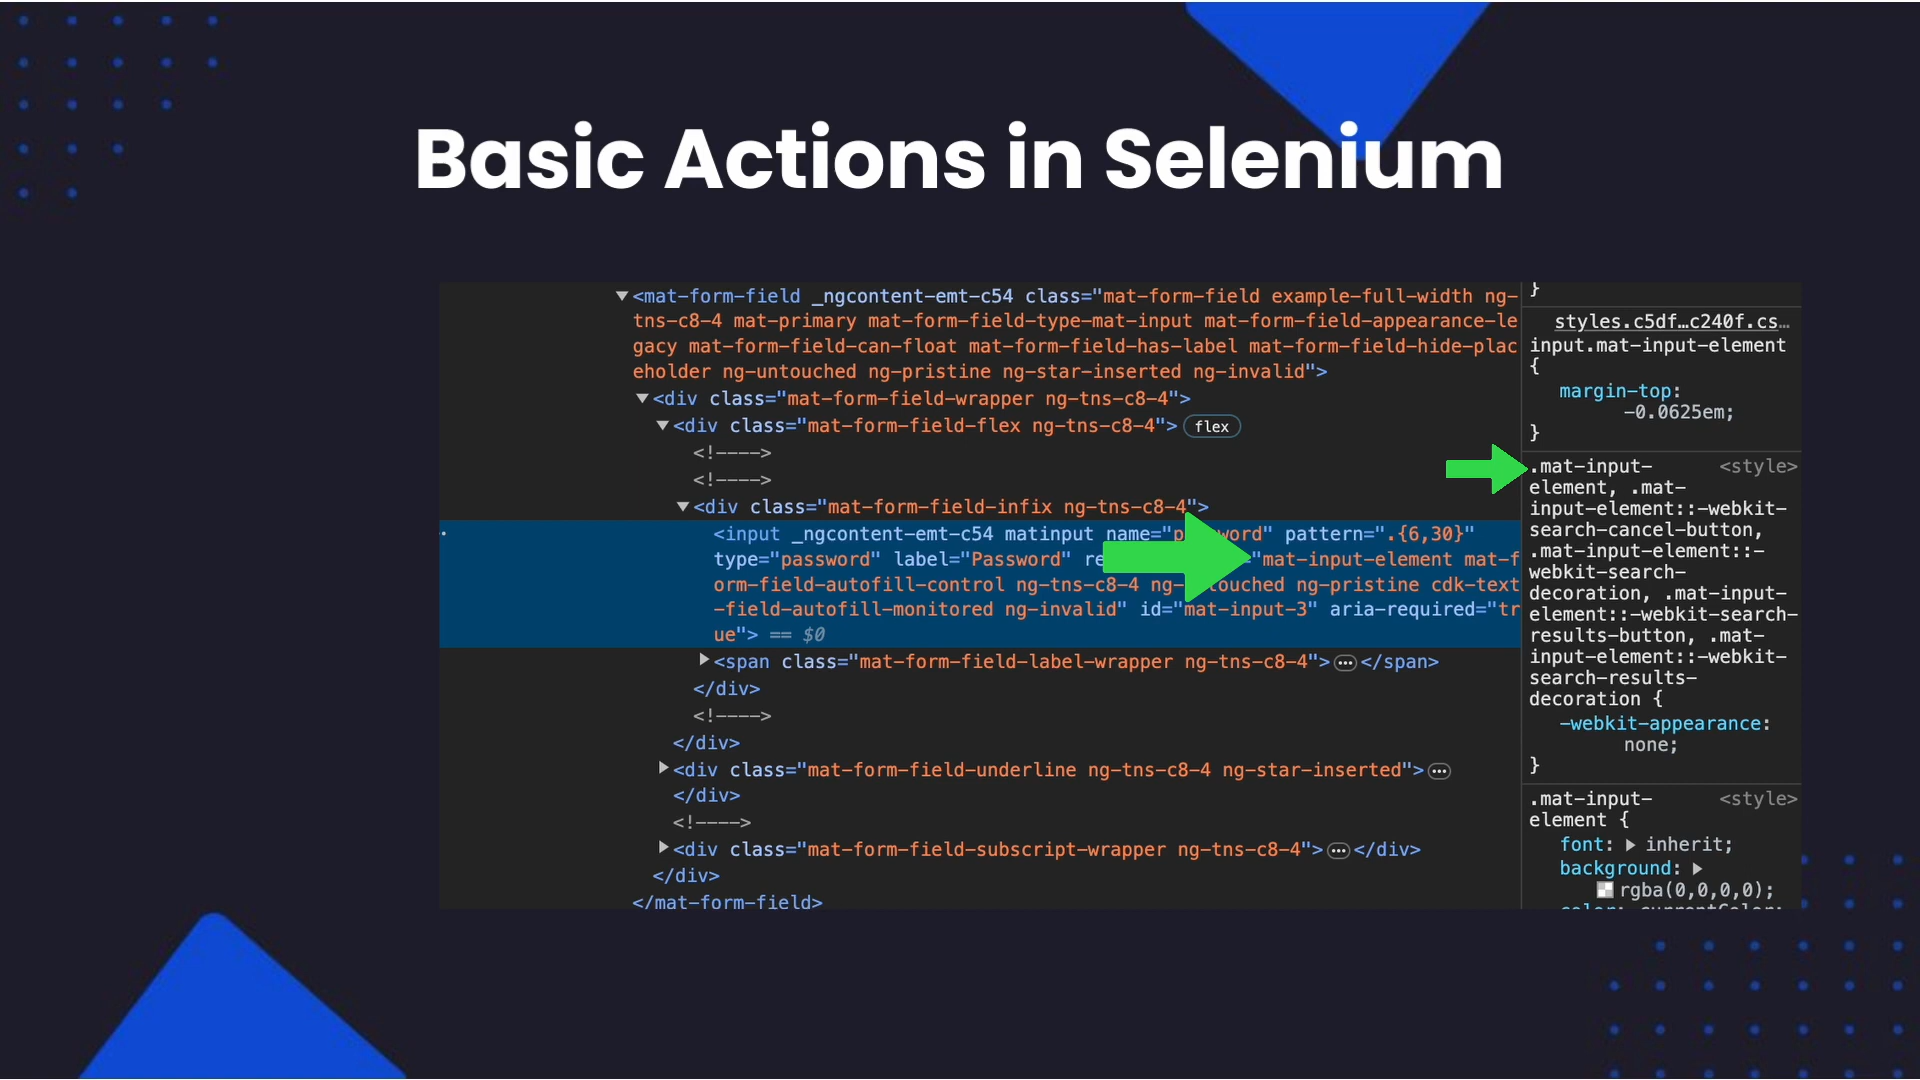 Basic Actions in Selenium
<mat-form-field _ngcontent-emt-c54 class="mat-form-field example-full-width ng-
tns-c8-4 mat-primary mat-form-field-type-mat-input mat-form-field-appearance-le
gacy mat-form-field-can-float mat-form-field-has-label mat-form-field-hide-plac
eholder ng-untouched ng-pristine ng-star-inserted ng-invalid">
<div class="mat-form-field-wrapper ng-tns-c8-4">
<div class="mat-form-field-flex ng-tns-c8-4"> flex
<!---->
<!---->
<div class="mat-form-field-infix ng-tns-c8-4">
<input _ngcontent-emt-c54 matinput name=" pattern=".{6,30}"
type="password" label="Password" "mat-input-element mat-f
orm-field-autofill-control ng-tns-c8-4 ng-pristine cdk-text
-field-autofill-monitored ng-invalid" id="mat-input-3" aria-required="tr
ue"> == $0
<span class="mat-form-field-label-wrapper ng-tns-c8-4">…</span>
</div>
<!---->
</div>
<div class="mat-form-field-underline ng-tns-c8-4 ng-star-inserted">…
</div>
<!---->
<div class="mat-form-field-subscript-wrapper ng-tns-c8-4">…</div>
</div>
</mat-form-field>
}
styles.c5df…c240f.cs…
input.mat-input-element
{
margin-top:
-0.0625em;
}
.mat-input- <style>
element, .mat-
input-element::-webkit-
search-cancel-button,
.mat-input-element::-
webkit-search-
decoration, .mat-input-
element::-webkit-search-
results-button, .mat-
input-element::-webkit-
search-results-
decoration {
-webkit-appearance:
none;
}
.mat-input- <style>
element {
font: inherit;
background:
rgba(0,0,0,0);